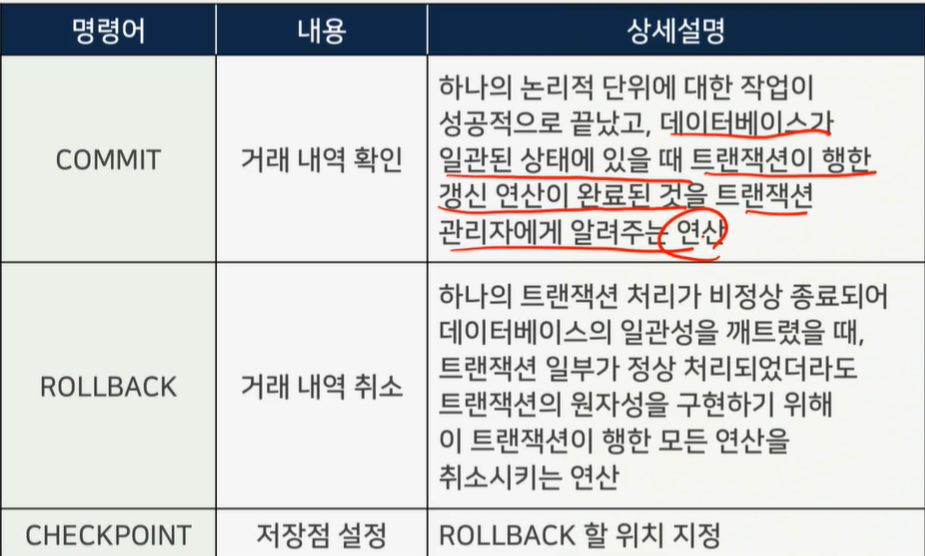 명령어 내용 상세설명
하나의 논리적 단위에 대한 작업이
성공적으로 끝났고, 데이터베이스가
COMMIT 거래 내역 확인 일관된 상태에 있을 때 트랜잭션이 행한
갱신 연산이 완료된 것을 트랜잭션
관리자에게 알려주는 연산
하나의 트랜잭션 처리가 비정상 종료되어
데이터베이스의 일관성을 깨트렸을 때,
트랜잭션 일부가 정상 처리되었더라도
ROLLBACK 거래 내역 취소 트랜잭션의 원자성을 구현하기 위해
이 트랜잭션이 행한 모든 연산을
취소시키는 연산
CHECKPOINT 저장점 설정 ROLLBACK 할 위치 지정